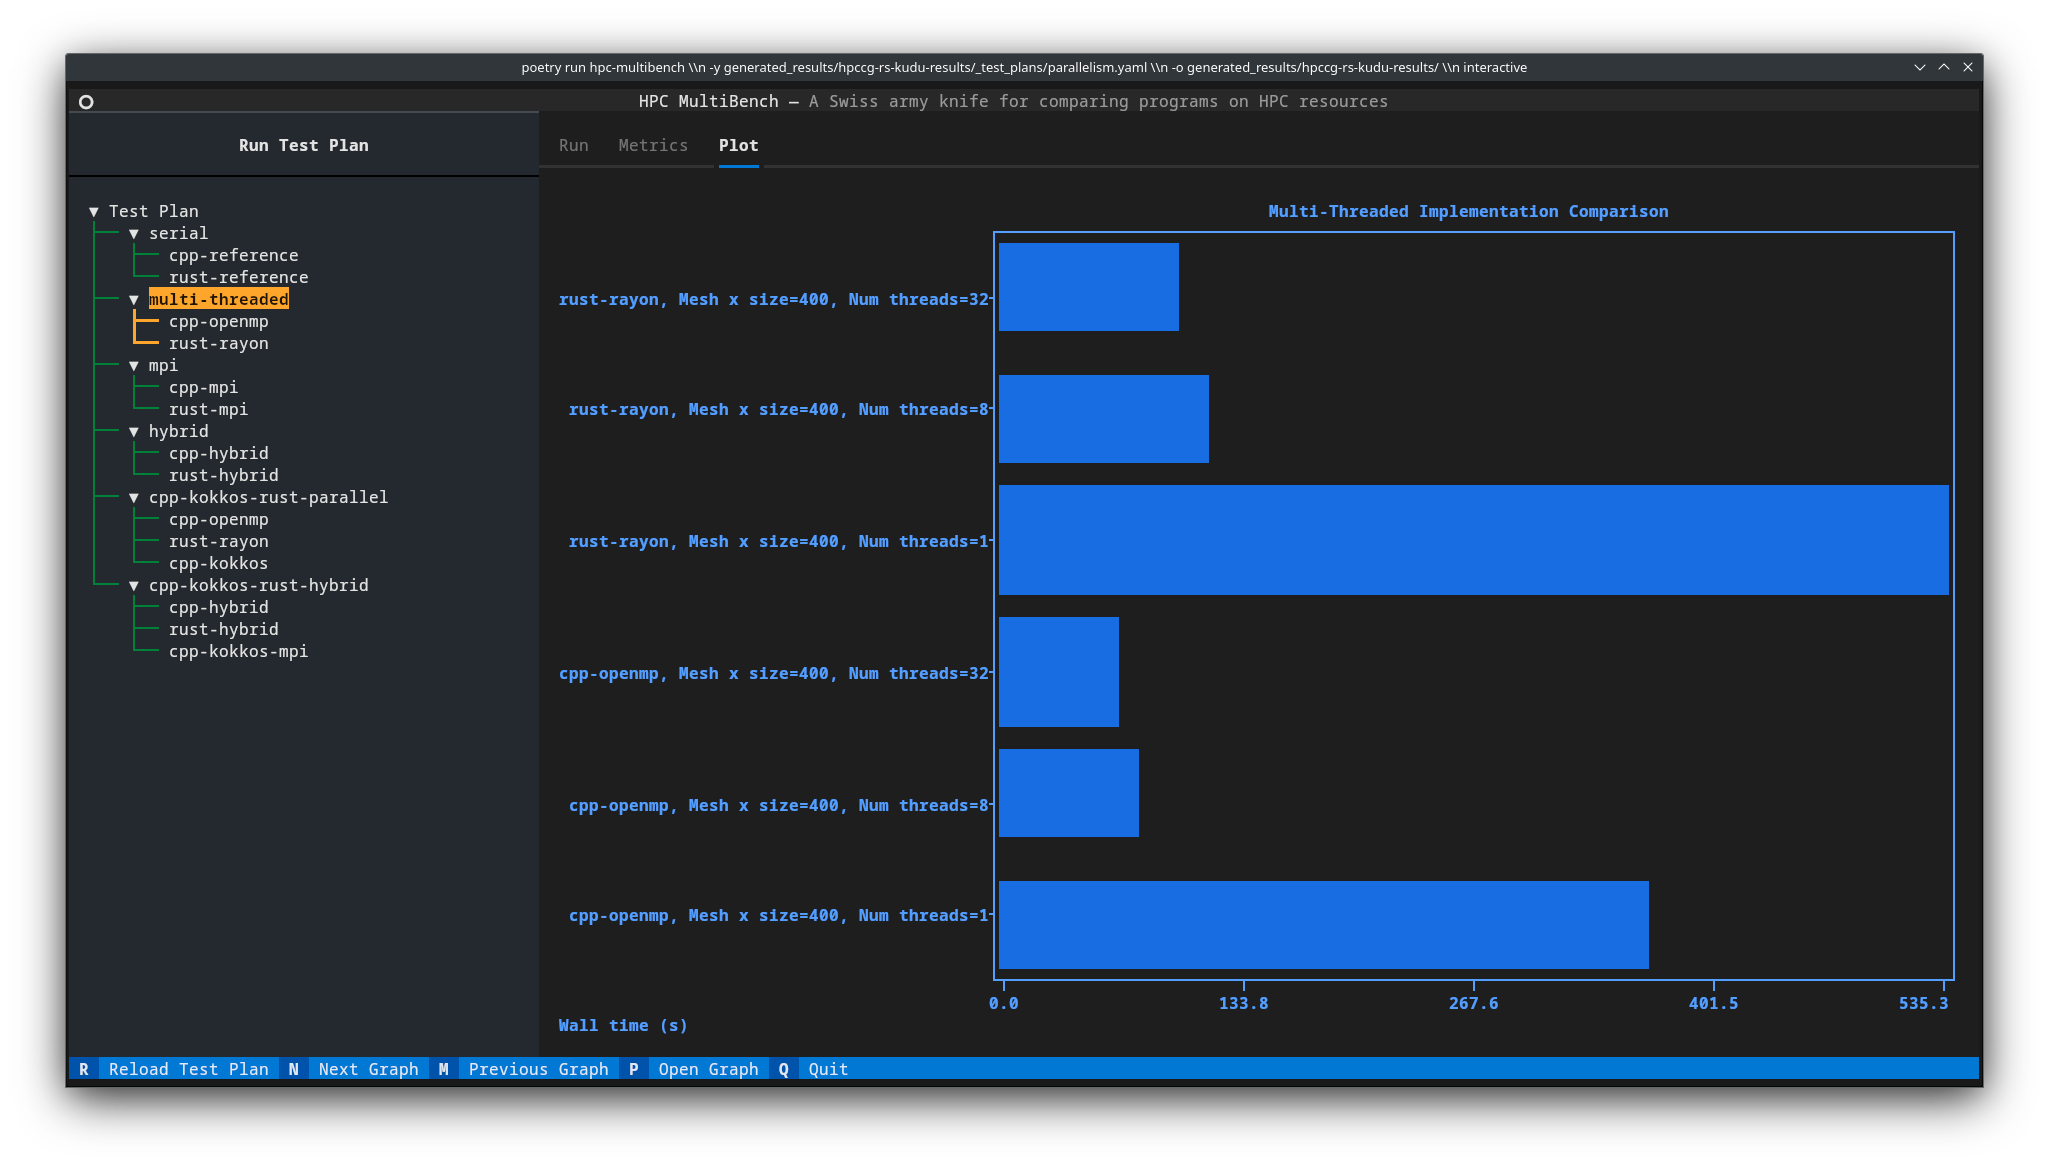 poetry run hpc-multibench \\n -y generated_results/hpccg-rs-kudu-results/_test_plans/parallelism.yaml \\n -o generated_results/hpccg-rs-kudu-results/ \\n interactive
HPC MultiBench — A Swiss army knife for comparing programs on HPC resources
Run Test Plan
▼ Test Plan
▼ serial
cpp-reference
rust-reference
▼ multi-threaded
cpp-openmp
rust-rayon
▼ mpi
cpp-mpi
rust-mpi
▼ hybrid
cpp-hybrid
rust-hybrid
▼ cpp-kokkos-rust-parallel
cpp-openmp
rust-rayon
cpp-kokkos
▼ cpp-kokkos-rust-hybrid
cpp-hybrid
rust-hybrid
cpp-kokkos-mpi
Run Metrics Plot
Multi-Threaded Implementation Comparison
rust-rayon, Mesh x size=400, Num threads=32
rust-rayon, Mesh x size=400, Num threads=8
rust-rayon, Mesh x size=400, Num threads=1
cpp-openmp, Mesh x size=400, Num threads=32
cpp-openmp, Mesh x size=400, Num threads=8
cpp-openmp, Mesh x size=400, Num threads=1
0.0 133.8 267.6 401.5 535.3
Wall time (s)
R Reload Test Plan N Next Graph M Previous Graph P Open Graph Q Quit